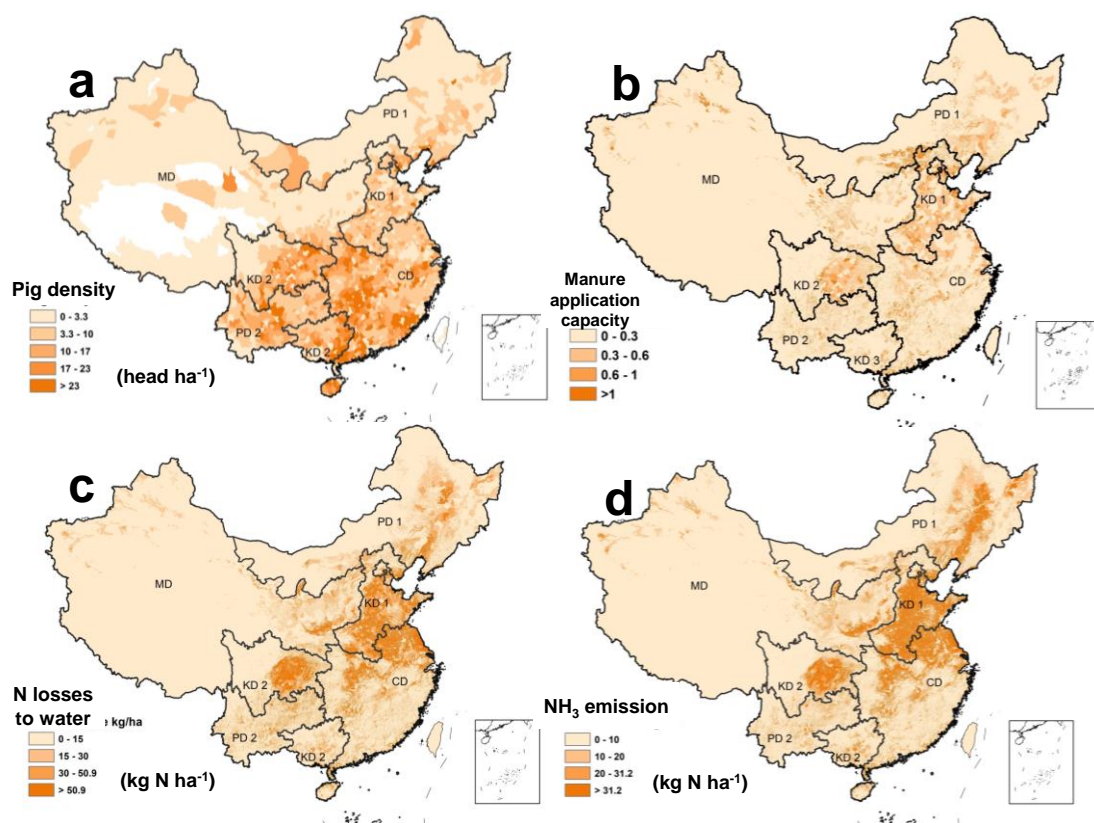 a
PD 1
MD
KD 1
KD 2
CD
PD 2
KD 2
Pig density
0 - 3.3
3.3 - 10
10 - 17
17 - 23
> 23
(head ha⁻¹)
b
PD 1
MD
KD 1
KD 2
CD
PD 2
KD 3
Manure
application
capacity
0 - 0.3
0.3 - 0.6
0.6 - 1
>1
c
PD 1
MD
KD 1
KD 2
CD
PD 2
KD 2
N losses
to water
e kg/ha
0 - 15
15 - 30
30 - 50.9
> 50.9
(kg N ha⁻¹)
d
PD 1
MD
KD 1
KD 2
CD
PD 2
KD 2
NH₃ emission
0 - 10
10 - 20
20 - 31.2
> 31.2
(kg N ha⁻¹)